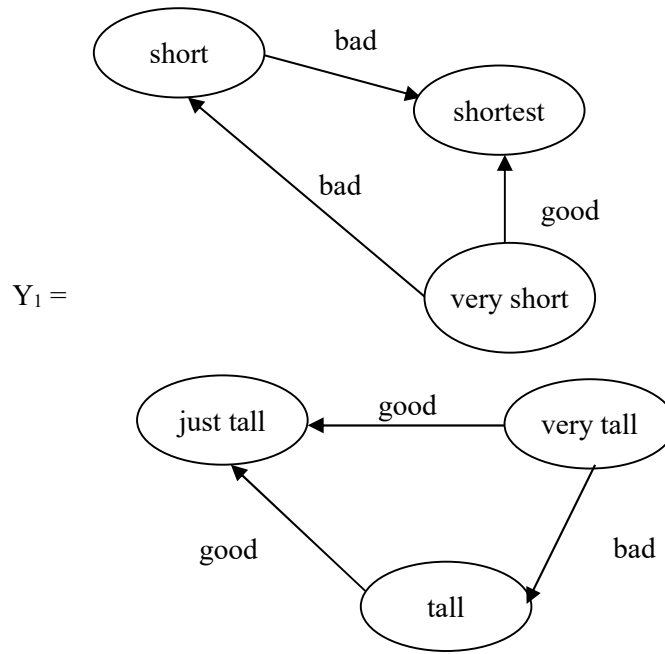 short
bad
shortest
bad
good
Y₁ =
very short
just tall
good
very tall
good
bad
tall